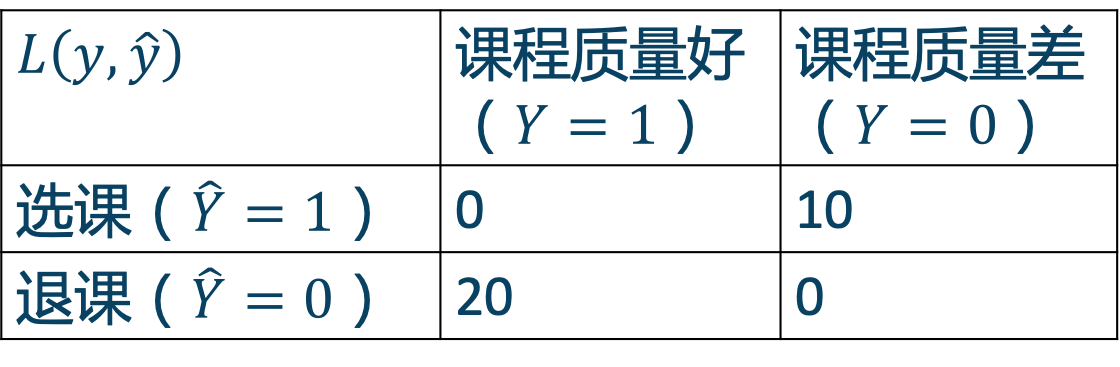 L(y, ŷ) 课程质量好 课程质量差
（Y = 1） （Y = 0）
选课（Ŷ = 1） 0 10
退课（Ŷ = 0） 20 0